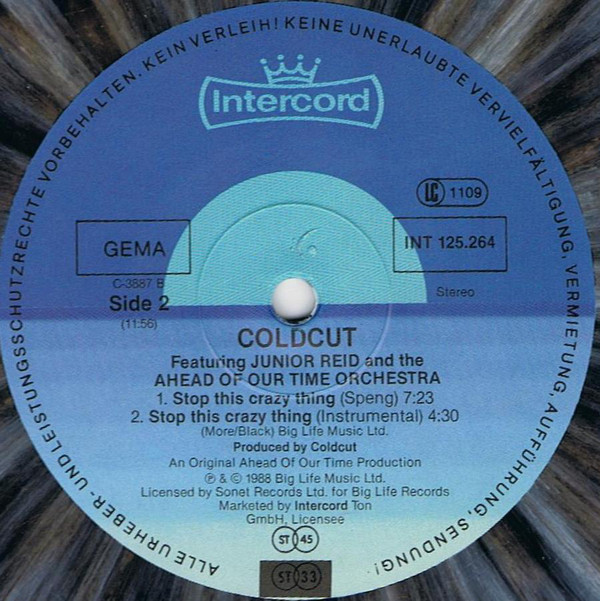 ALLE URHEBER- UND LEISTUNGSSCHUTZRECHTE VORBEHALTEN. KEIN VERLEIH! KEINE UNERLAUBTE VERVIELFÄLTIGUNG, VERMIETUNG, AUFFÜHRUNG, SENDUNG!
Intercord
LC 1109
GEMA
INT 125.264
C-3887 B
Stereo
Side 2
(11:56)
COLDCUT
Featuring JUNIOR REID and the
AHEAD OF OUR TIME ORCHESTRA
1. Stop this crazy thing (Speng) 7:23
2. Stop this crazy thing (Instrumental) 4:30
(More/Black) Big Life Music Ltd.
Produced by Coldcut
An Original Ahead Of Our Time Production
℗ & © 1988 Big Life Music Ltd.
Licensed by Sonet Records Ltd. for Big Life Records
Marketed by Intercord Ton
GmbH, Licensee
ST 45
ST 33